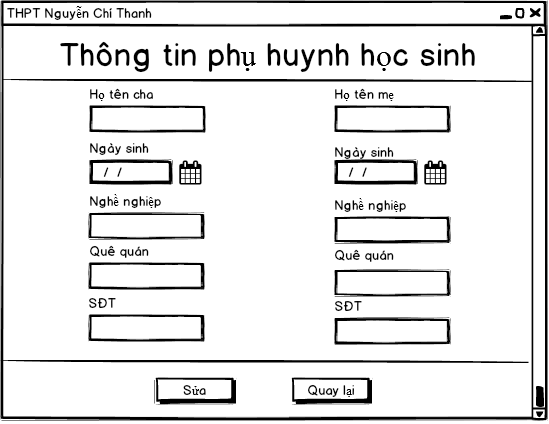 THPT Nguyễn Chí Thanh
Thông tin phụ huynh học sinh
Họ tên cha
Họ tên mẹ
Ngày sinh
Ngày sinh
/ /
/ /
Nghề nghiệp
Nghề nghiệp
Quê quán
Quê quán
SĐT
SĐT
Sửa
Quay lại